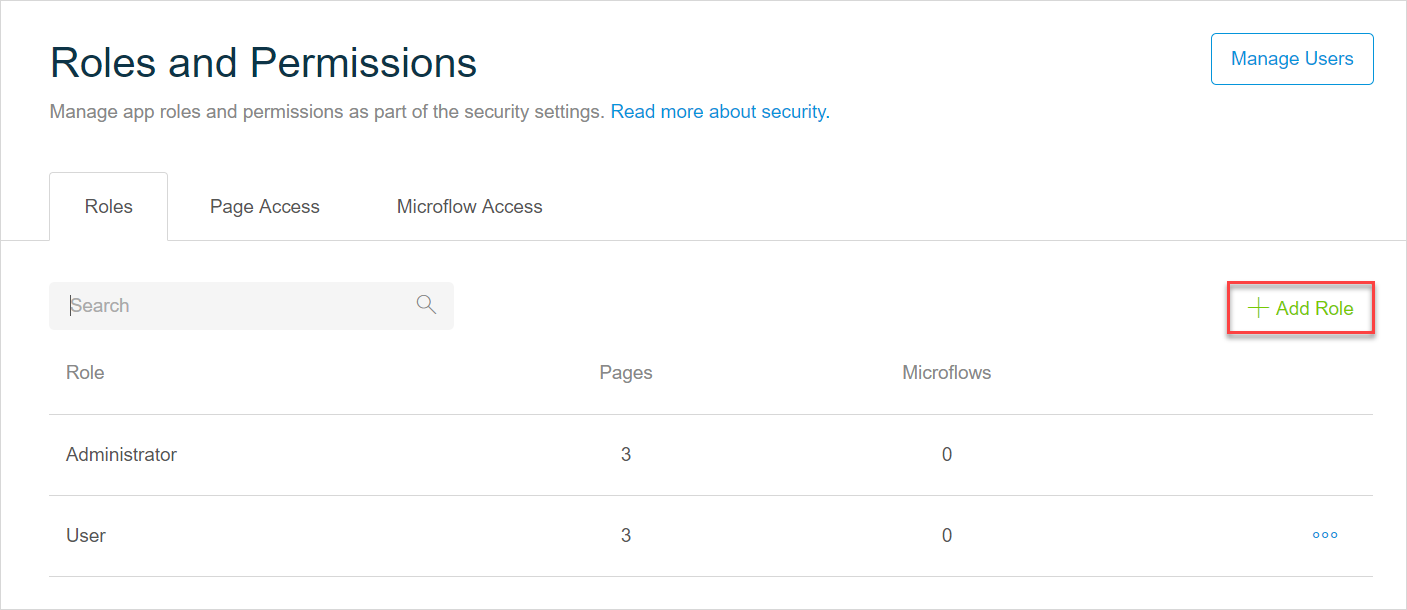 Roles and Permissions
Manage Users
Manage app roles and permissions as part of the security settings. Read more about security.
Roles Page Access Microflow Access
Search
Add Role
Role Pages Microflows
Administrator 3 0
User 3 0